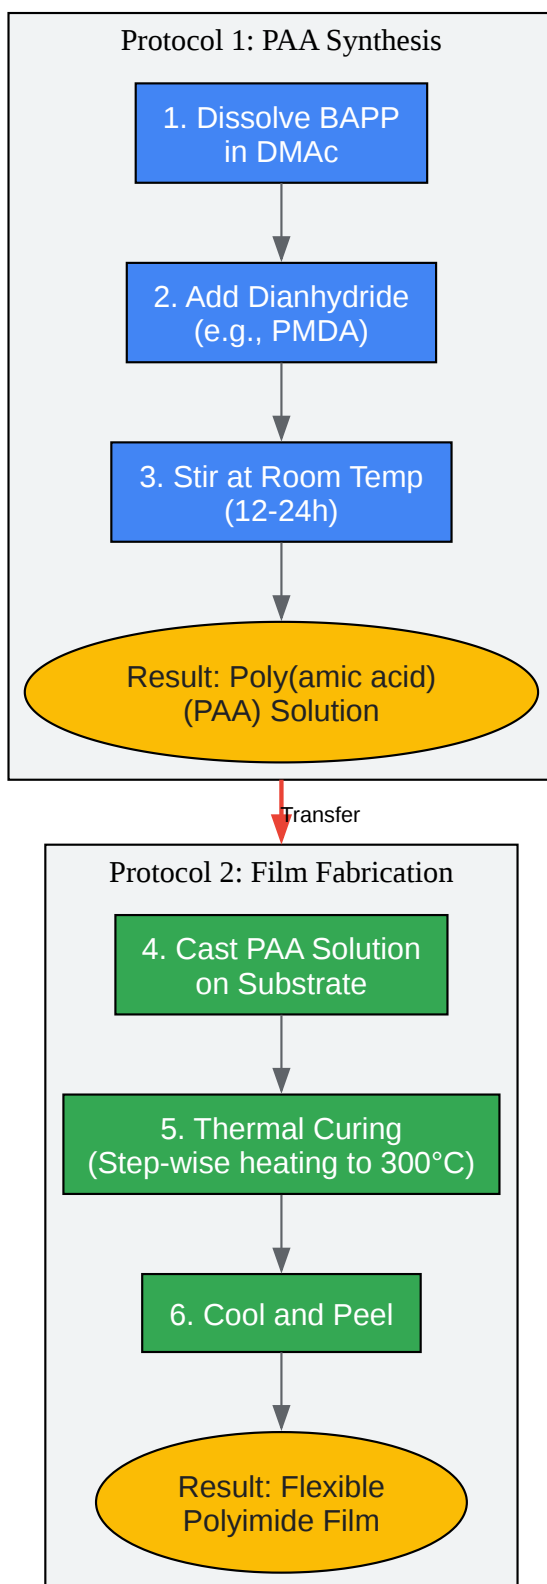 Protocol 1: PAA Synthesis
1. Dissolve BAPP
in DMAc
2. Add Dianhydride
(e.g., PMDA)
3. Stir at Room Temp
(12-24h)
Result: Poly(amic acid)
(PAA) Solution
Transfer
Protocol 2: Film Fabrication
4. Cast PAA Solution
on Substrate
5. Thermal Curing
(Step-wise heating to 300°C)
6. Cool and Peel
Result: Flexible
Polyimide Film